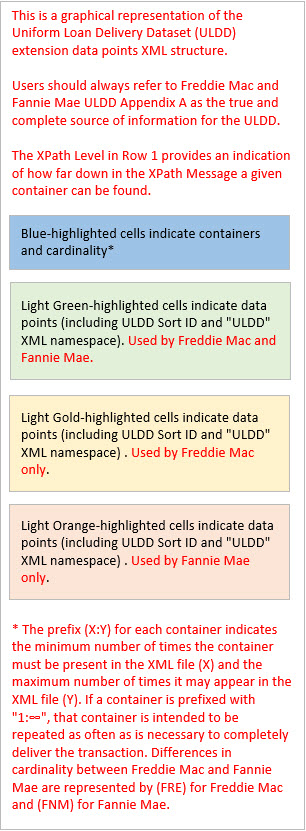 This is a graphical representation of the
Uniform Loan Delivery Dataset (ULDD)
extension data points XML structure.
Users should always refer to Freddie Mac and
Fannie Mae ULDD Appendix A as the true and
complete source of information for the ULDD.
The XPath Level in Row 1 provides an indication
of how far down in the XPath Message a given
container can be found.
Blue-highlighted cells indicate containers
and cardinality*
Light Green-highlighted cells indicate data
points (including ULDD Sort ID and "ULDD"
XML namespace). Used by Freddie Mac and
Fannie Mae.
Light Gold-highlighted cells indicate data
points (including ULDD Sort ID and "ULDD"
XML namespace) . Used by Freddie Mac
only.
Light Orange-highlighted cells indicate data
points (including ULDD Sort ID and "ULDD"
XML namespace) . Used by Fannie Mae
only.
* The prefix (X:Y) for each container indicates
the minimum number of times the container
must be present in the XML file (X) and the
maximum number of times it may appear in the
XML file (Y). If a container is prefixed with
"1:∞", that container is intended to be
repeated as often as is necessary to completely
deliver the transaction. Differences in
cardinality between Freddie Mac and Fannie
Mae are represented by (FRE) for Freddie Mac
and (FNM) for Fannie Mae.